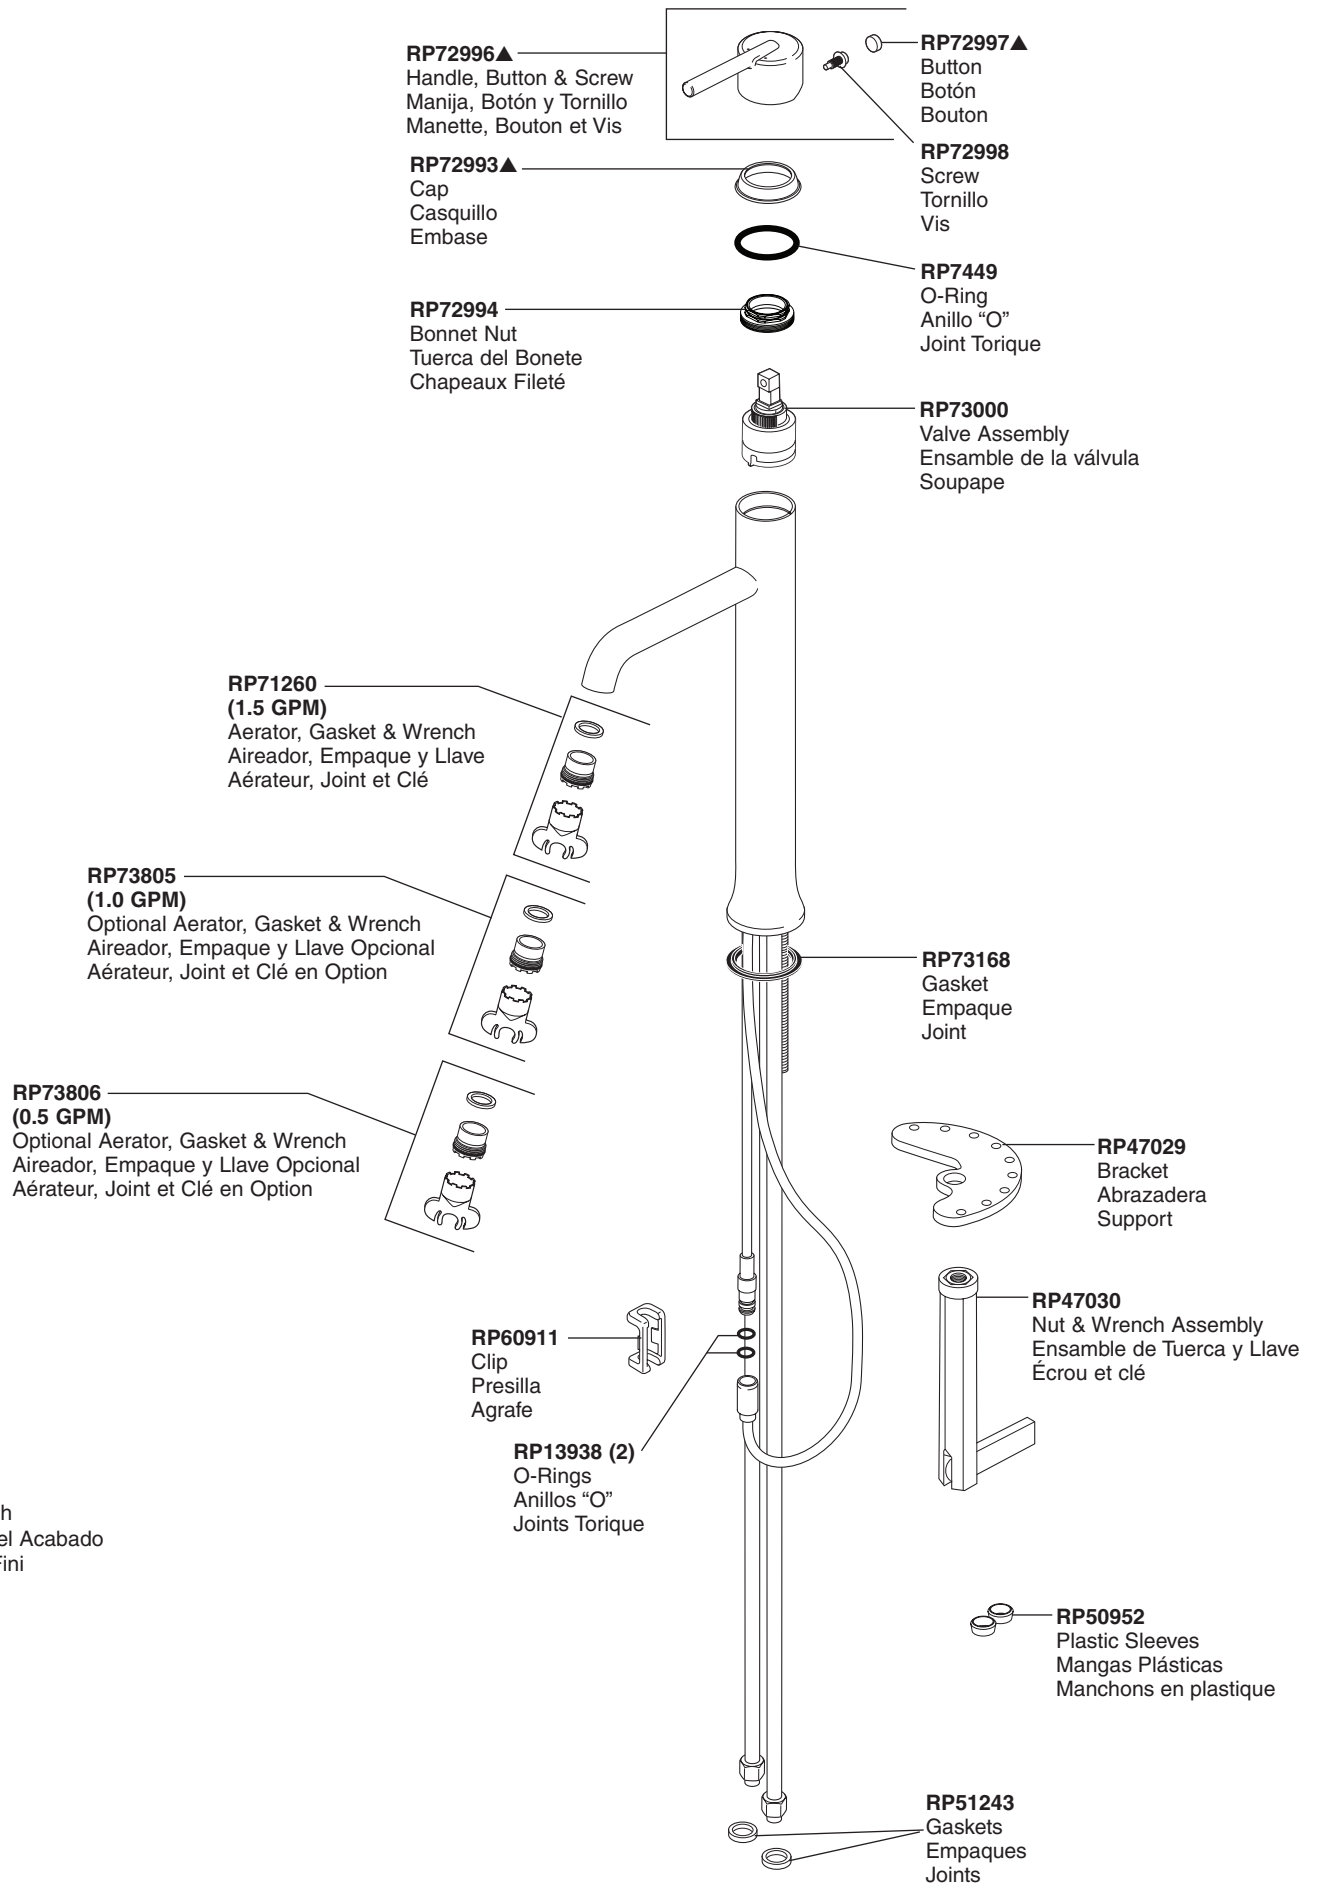 RP72996▲
Handle, Button & Screw
Manija, Botón y Tornillo
Manette, Bouton et Vis
RP72997▲
Button
Botón
Bouton
RP72998
Screw
Tornillo
Vis
RP72993▲
Cap
Casquillo
Embase
RP7449
O-Ring
Anillo “O”
Joint Torique
RP72994
Bonnet Nut
Tuerca del Bonete
Chapeaux Fileté
RP73000
Valve Assembly
Ensamble de la válvula
Soupape
RP71260
(1.5 GPM)
Aerator, Gasket & Wrench
Aireador, Empaque y Llave
Aérateur, Joint et Clé
RP73805
(1.0 GPM)
Optional Aerator, Gasket & Wrench
Aireador, Empaque y Llave Opcional
Aérateur, Joint et Clé en Option
RP73168
Gasket
Empaque
Joint
RP73806
(0.5 GPM)
Optional Aerator, Gasket & Wrench
Aireador, Empaque y Llave Opcional
Aérateur, Joint et Clé en Option
RP47029
Bracket
Abrazadera
Support
RP47030
Nut & Wrench Assembly
Ensamble de Tuerca y Llave
Écrou et clé
RP60911
Clip
Presilla
Agrafe
RP13938 (2)
O-Rings
Anillos “O”
Joints Torique
h
el Acabado
Fini
RP50952
Plastic Sleeves
Mangas Plásticas
Manchons en plastique
RP51243
Gaskets
Empaques
Joints